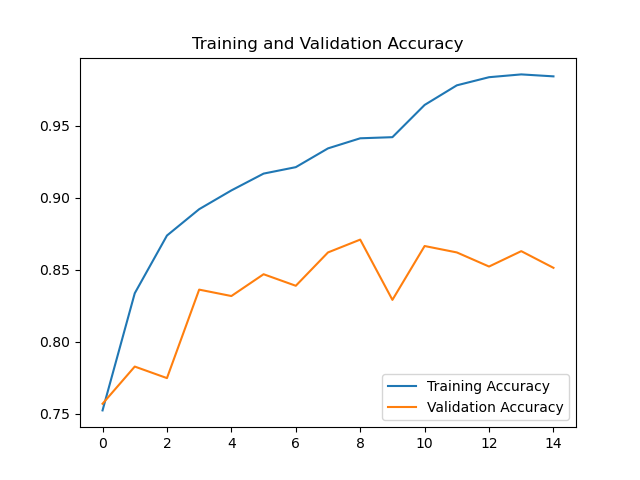 Training and Validation Accuracy
0.95
0.90
0.85
0.80
0.75
Training Accuracy
Validation Accuracy
0 2 4 6 8 10 12 14